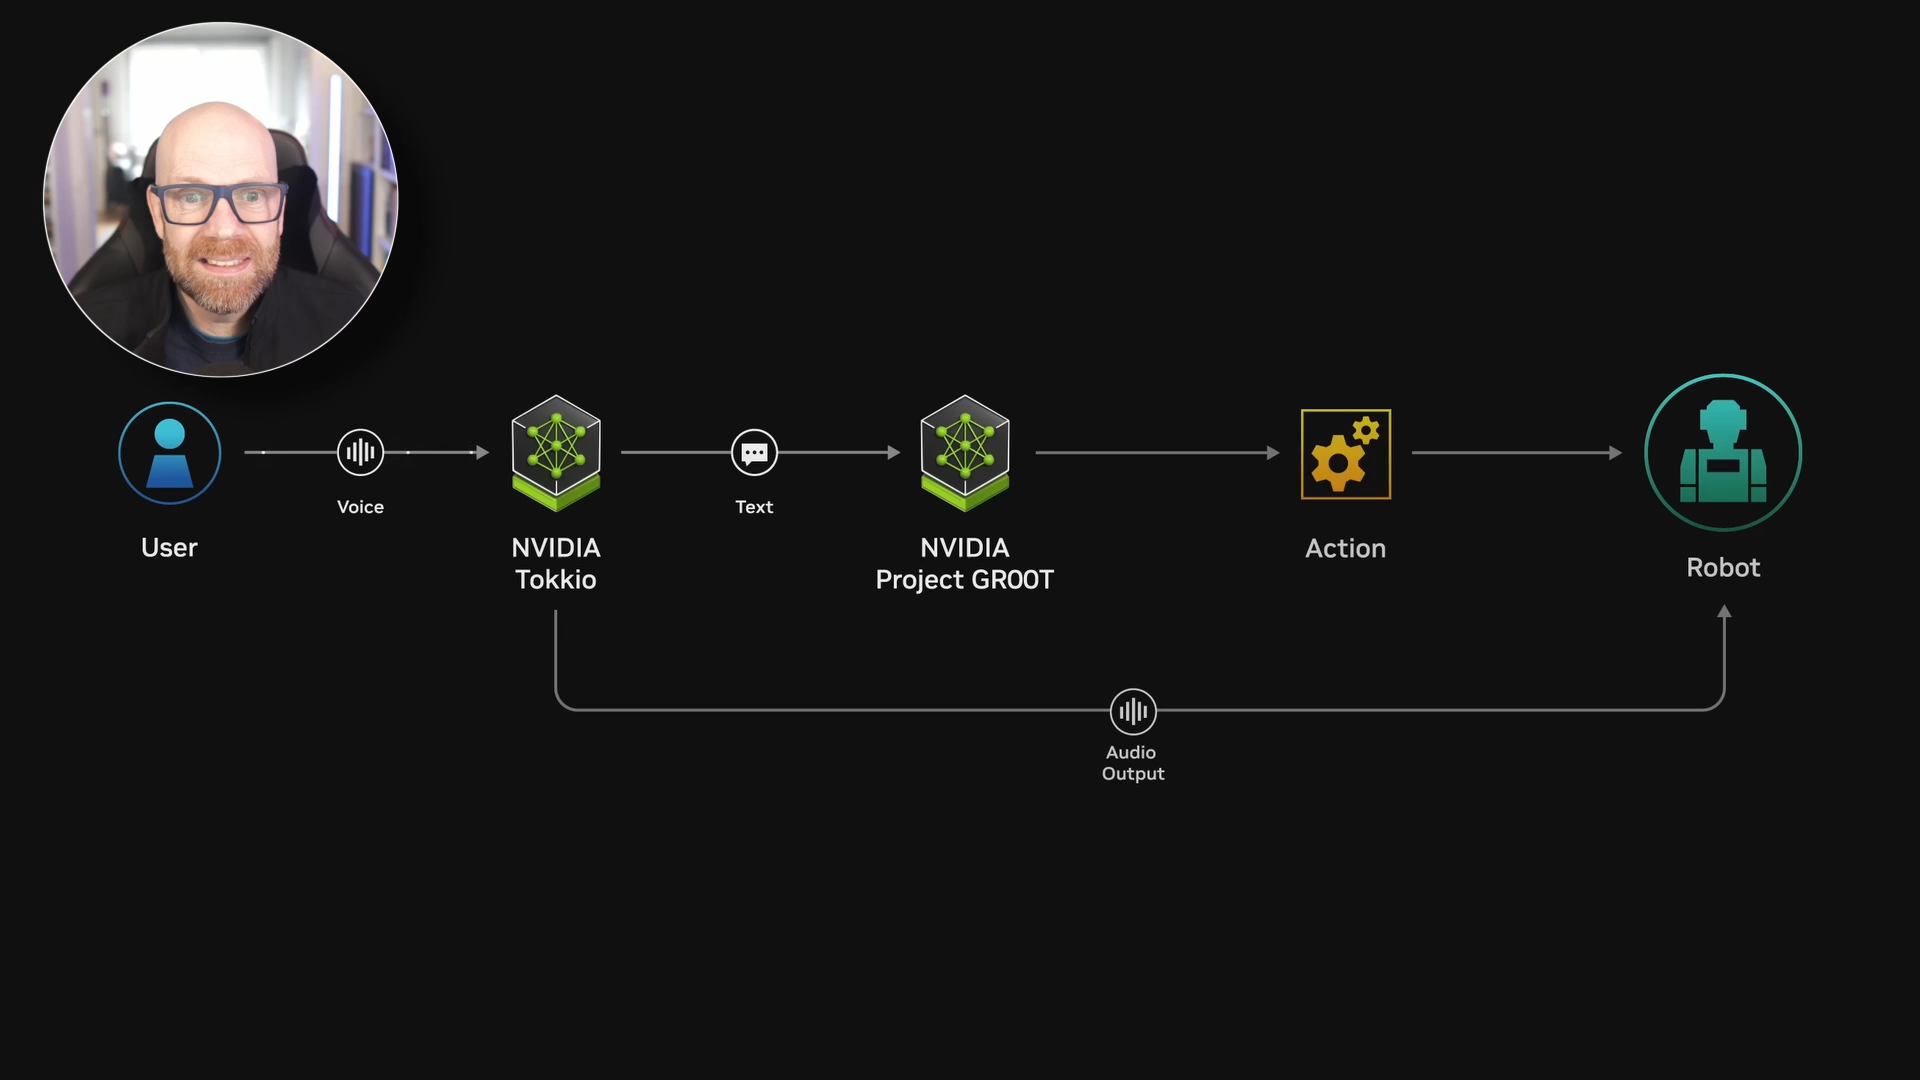 Voice
Text
User
NVIDIA
Tokkio
NVIDIA
Project GR00T
Action
Robot
Audio
Output